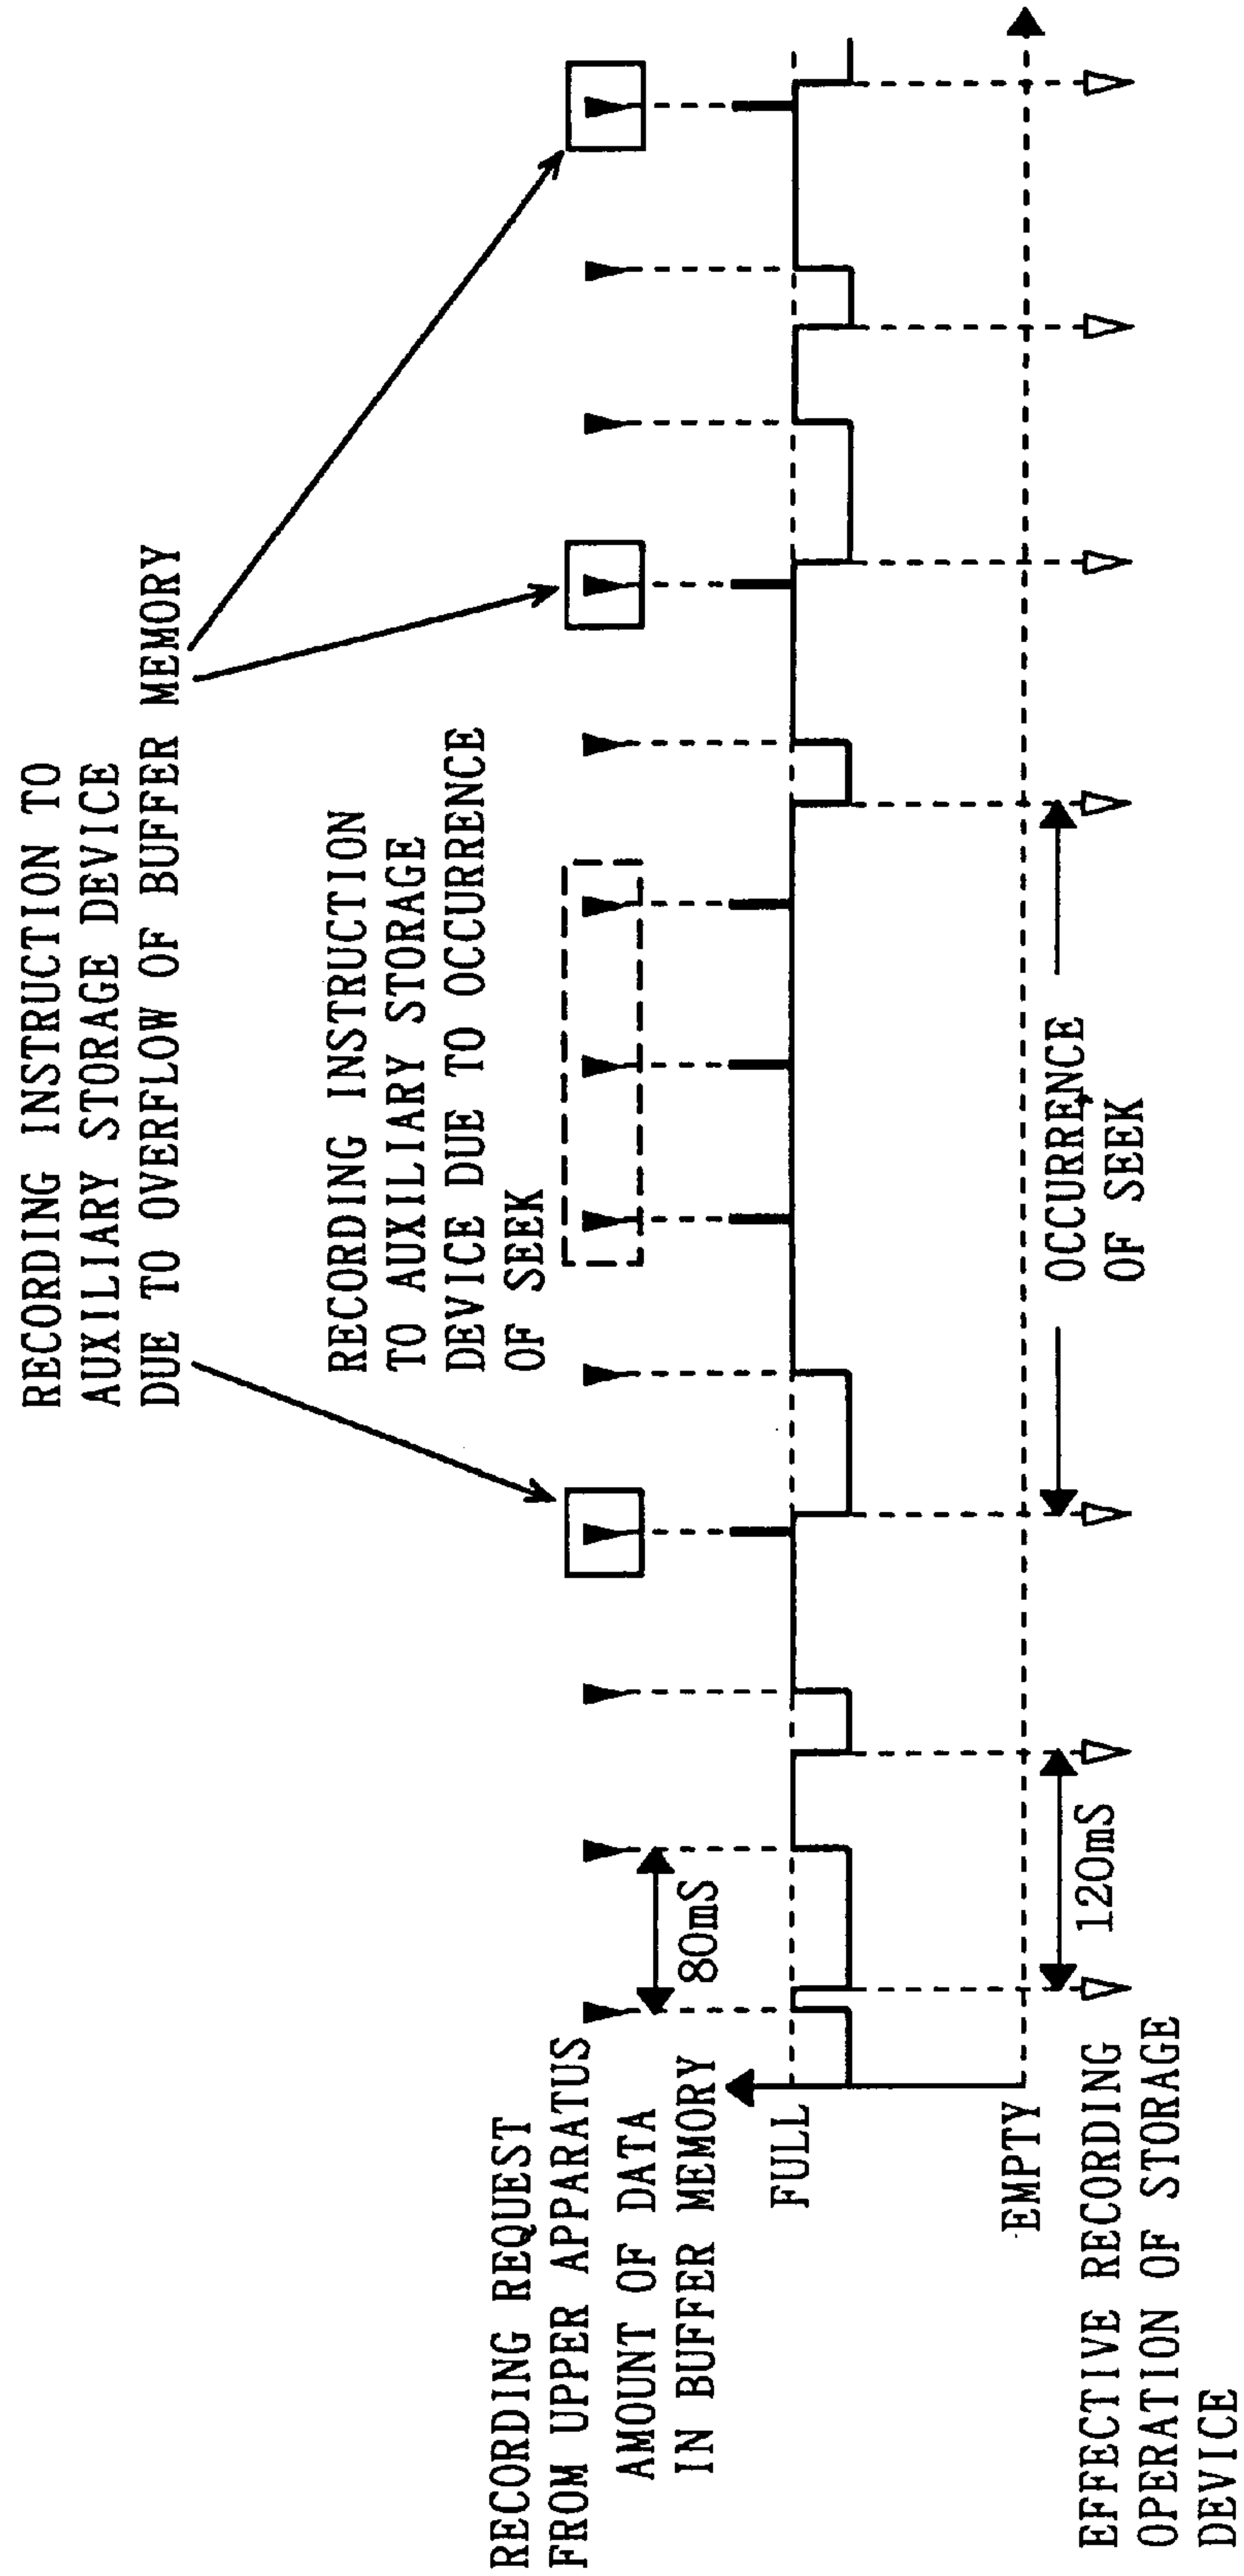 RECORDING INSTRUCTION TO
AUXILIARY STORAGE DEVICE
DUE TO OVERFLOW OF BUFFER MEMORY
RECORDING INSTRUCTION
TO AUXILIARY STORAGE
DEVICE DUE TO OCCURRENCE
OF SEEK
RECORDING REQUEST
FROM UPPER APPARATUS
80mS
AMOUNT OF DATA
IN BUFFER MEMORY
FULL
EMPTY
OCCURRENCE
OF SEEK
120mS
EFFECTIVE RECORDING
OPERATION OF STORAGE
DEVICE